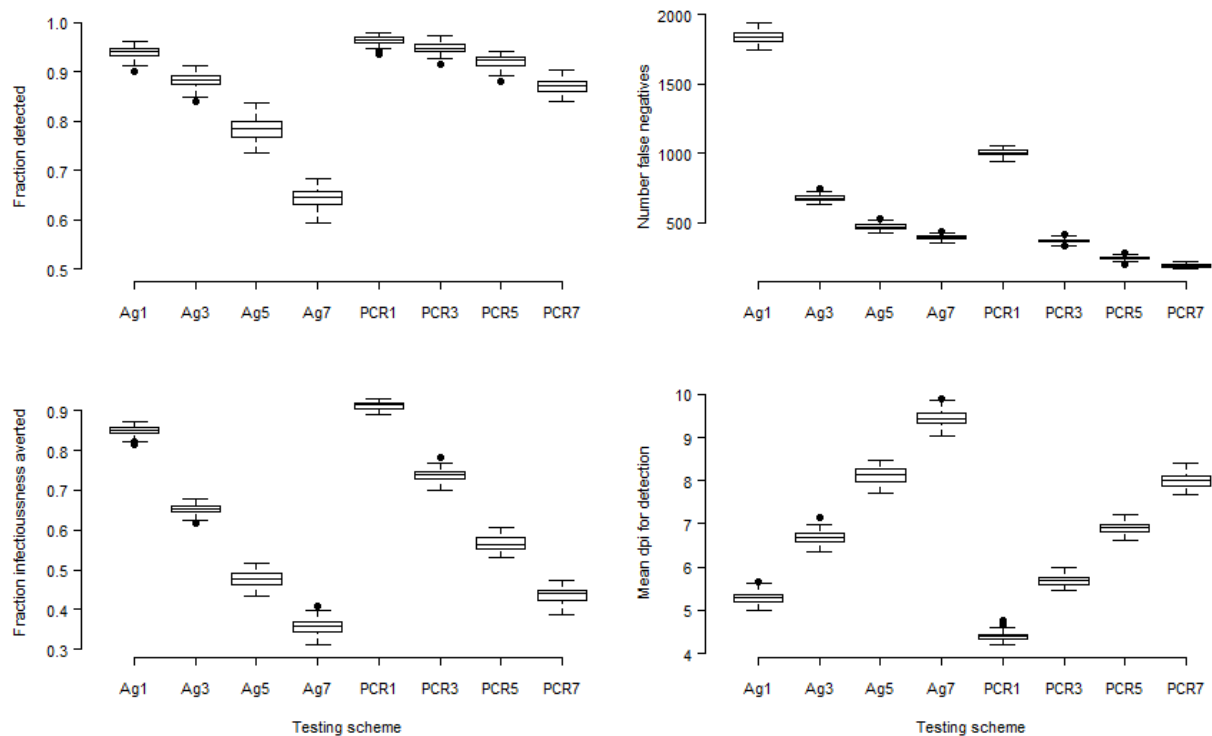 Fraction detected
1.0
0.9
0.8
0.7
0.6
0.5
Ag1 Ag3 Ag5 Ag7 PCR1 PCR3 PCR5 PCR7
Number false negatives
2000
1500
1000
500
Ag1 Ag3 Ag5 Ag7 PCR1 PCR3 PCR5 PCR7
Fraction infectioussness averted
0.9
0.8
0.7
0.6
0.5
0.4
0.3
Ag1 Ag3 Ag5 Ag7 PCR1 PCR3 PCR5 PCR7
Testing scheme
Mean dpi for detection
10
9
8
7
6
5
4
Ag1 Ag3 Ag5 Ag7 PCR1 PCR3 PCR5 PCR7
Testing scheme